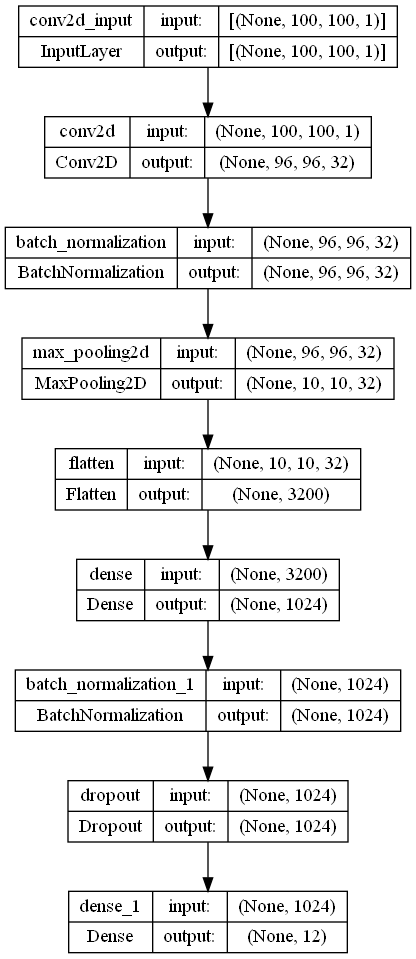 conv2d_input input: [(None, 100, 100, 1)]
InputLayer output: [(None, 100, 100, 1)]
conv2d input: (None, 100, 100, 1)
Conv2D output: (None, 96, 96, 32)
batch_normalization input: (None, 96, 96, 32)
BatchNormalization output: (None, 96, 96, 32)
max_pooling2d input: (None, 96, 96, 32)
MaxPooling2D output: (None, 10, 10, 32)
flatten input: (None, 10, 10, 32)
Flatten output: (None, 3200)
dense input: (None, 3200)
Dense output: (None, 1024)
batch_normalization_1 input: (None, 1024)
BatchNormalization output: (None, 1024)
dropout input: (None, 1024)
Dropout output: (None, 1024)
dense_1 input: (None, 1024)
Dense output: (None, 12)